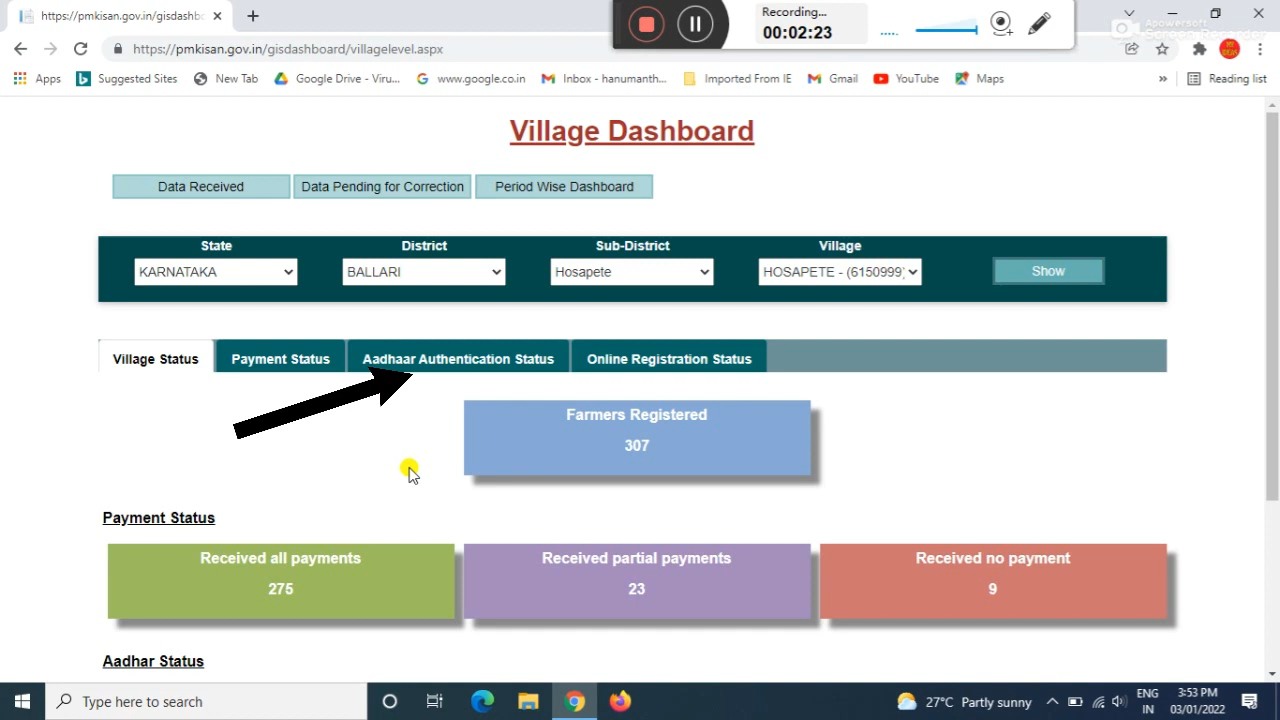 https://pmkisan.gov.in/gisdashbo
Recording...
00:02:23
Apowersoft
Screen Recorder
https://pmkisan.gov.in/gisdashboard/villagelevel.aspx
Apps
Suggested Sites
New Tab
Google Drive - Viru...
www.google.co.in
Inbox - hanumanth...
Imported From IE
Gmail
YouTube
Maps
»
Reading list
Village Dashboard
Data Received
Data Pending for Correction
Period Wise Dashboard
State
District
Sub-District
Village
KARNATAKA
BALLARI
Hosapete
HOSAPETE - (6150999)
Show
Village Status
Payment Status
Aadhaar Authentication Status
Online Registration Status
Farmers Registered
307
Payment Status
Received all payments
275
Received partial payments
23
Received no payment
9
Aadhar Status
Type here to search
27°C Partly sunny
ENG
IN
3:53 PM
03/01/2022